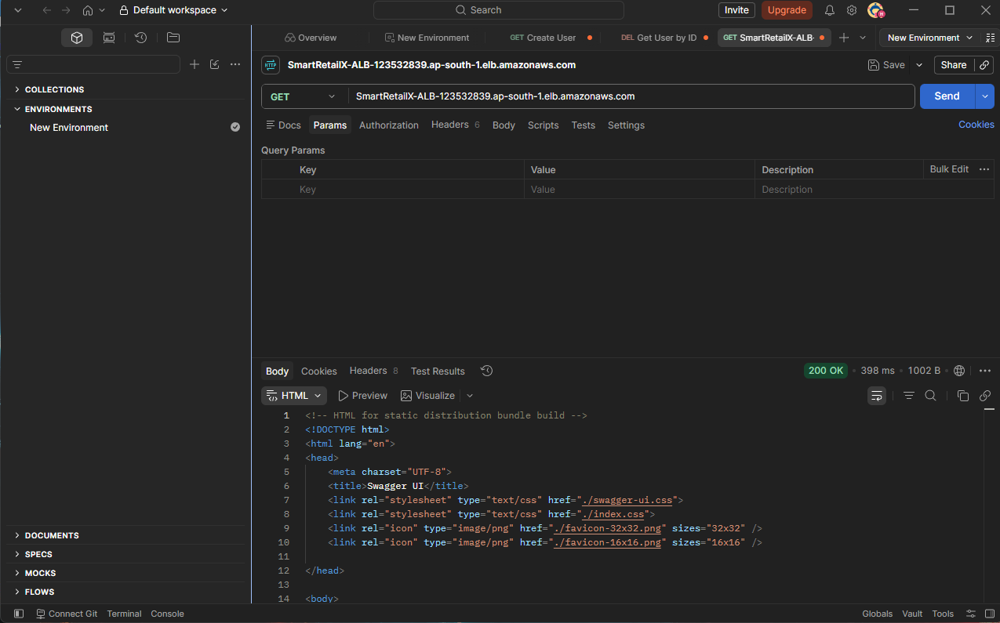 Default workspace
Search
Invite
Upgrade
Overview
New Environment
GET Create User
DEL Get User by ID
GET SmartRetailX-ALB-
New Environment
SmartRetailX-ALB-123532839.ap-south-1.elb.amazonaws.com
Save
Share
COLLECTIONS
ENVIRONMENTS
New Environment
GET
SmartRetailX-ALB-123532839.ap-south-1.elb.amazonaws.com
Send
Docs
Params
Authorization
Headers 6
Body
Scripts
Tests
Settings
Cookies
Query Params
Key Value Description Bulk Edit
Key Value Description
Body
Cookies
Headers 8
Test Results
200 OK
398 ms
1002 B
HTML
Preview
Visualize
1 <!-- HTML for static distribution bundle build -->
2 <!DOCTYPE html>
3 <html lang="en">
4 <head>
5 <meta charset="UTF-8">
6 <title>Swagger UI</title>
7 <link rel="stylesheet" type="text/css" href="./swagger-ui.css">
8 <link rel="stylesheet" type="text/css" href="./index.css">
9 <link rel="icon" type="image/png" href="./favicon-32x32.png" sizes="32x32" />
10 <link rel="icon" type="image/png" href="./favicon-16x16.png" sizes="16x16" />
11
12 </head>
13
14 <body>
DOCUMENTS
SPECS
MOCKS
FLOWS
Connect Git
Terminal
Console
Globals
Vault
Tools